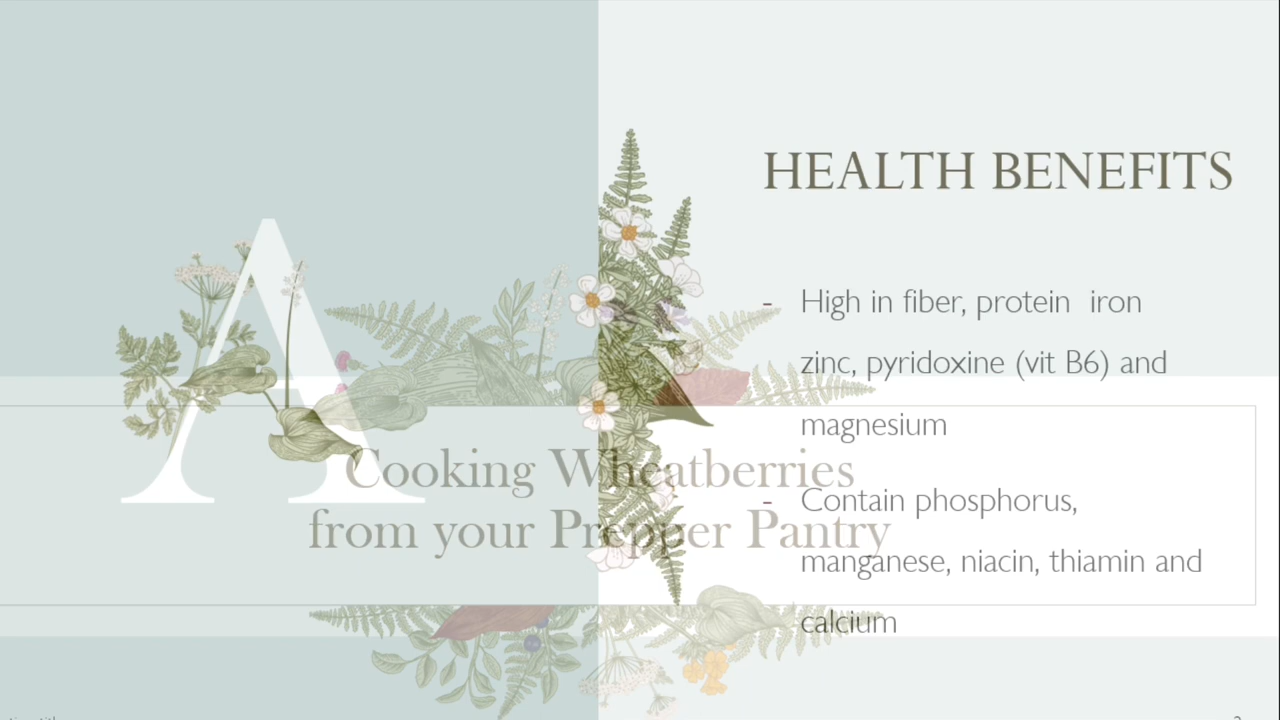 A
HEALTH BENEFITS
- High in fiber, protein  iron
zinc, pyridoxine (vit B6) and
magnesium
Cooking Wheatberries
from your Prepper Pantry
- Contain phosphorus,
manganese, niacin, thiamin and
calcium